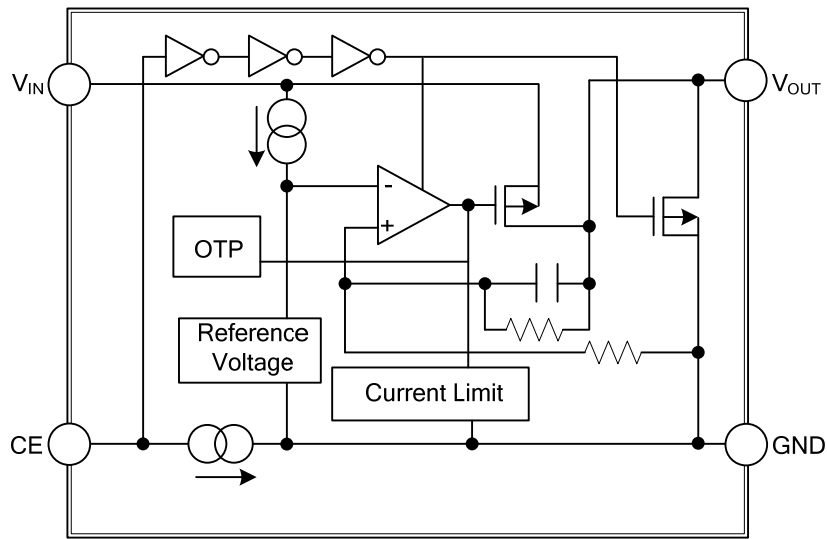 VIN
VOUT
-
+
OTP
Reference
Voltage
Current Limit
CE
GND